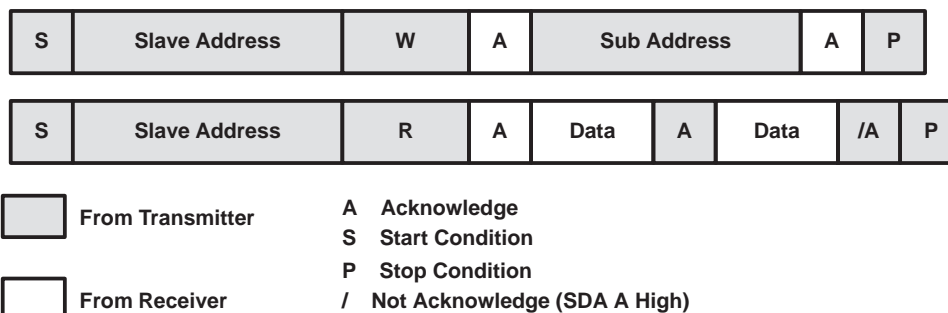 S Slave Address W A Sub Address A P
S Slave Address R A Data A Data /A P
From Transmitter
A Acknowledge
S Start Condition
P Stop Condition
From Receiver
/ Not Acknowledge (SDA A High)